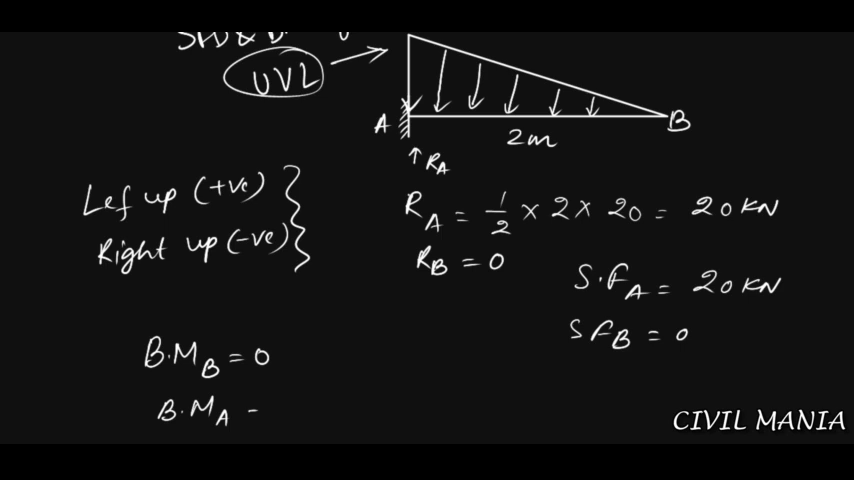 UVL
A
B
2m
↑ RA
Lef up (+ve)
Right up (-ve)
RA = 1/2 × 2 × 20 = 20 KN
RB = 0
S.FA = 20 KN
SFB = 0
B.MB = 0
B.MA -
CIVIL MANIA